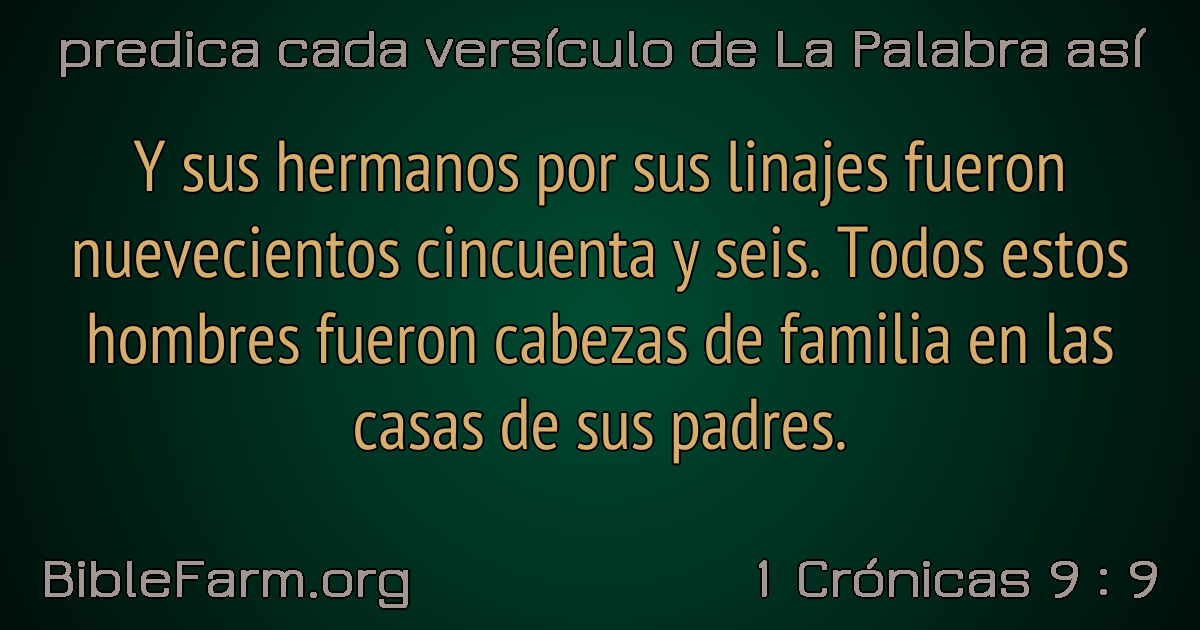 predica cada versículo de La Palabra así
Y sus hermanos por sus linajes fueron
nuevecientos cincuenta y seis. Todos estos
hombres fueron cabezas de familia en las
casas de sus padres.
BibleFarm.org
1 Crónicas 9 : 9